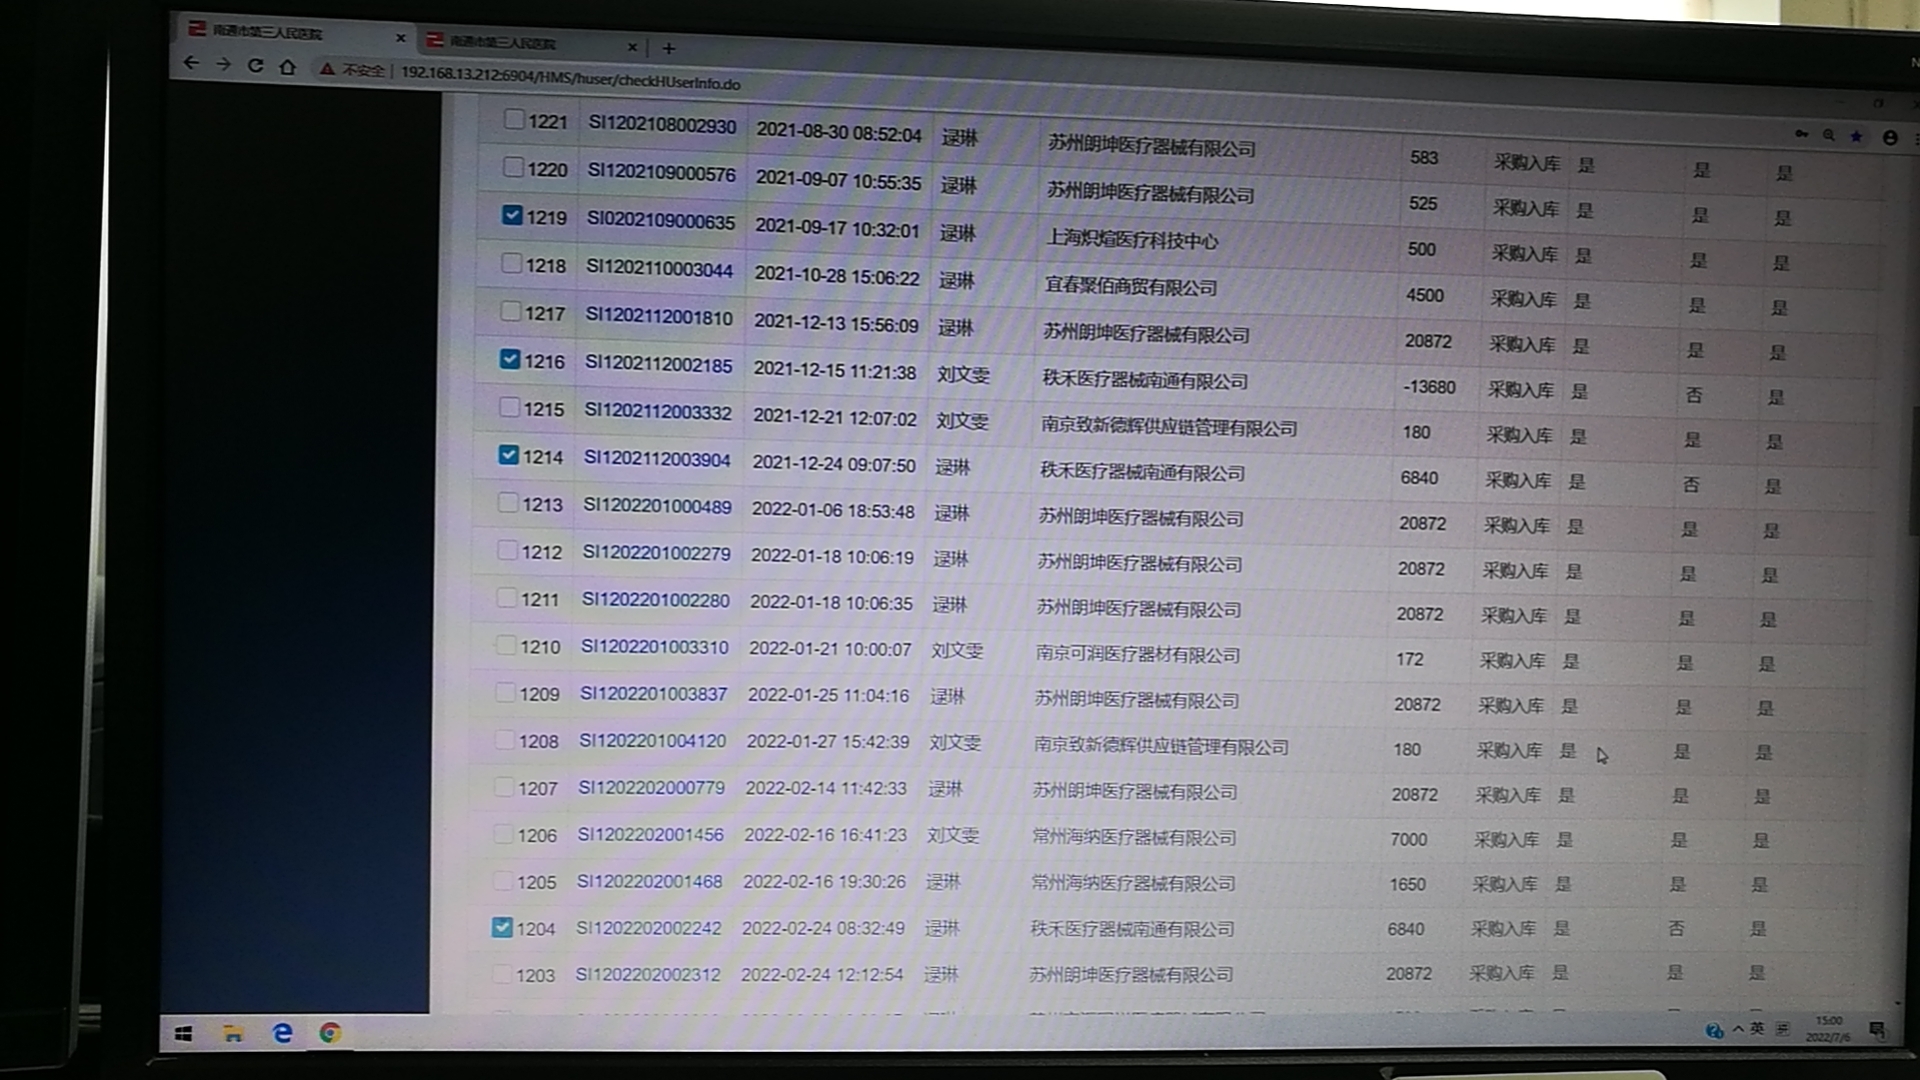 南通市第三人民医院
南通市第三人民医院
不安全 | 192.168.13.212:6904/HMS/huser/checkHUserInfo.do
1221 SI1202108002930 2021-08-30 08:52:04 逯琳 苏州朗坤医疗器械有限公司 583 采购入库 是 是 是
1220 SI1202109000576 2021-09-07 10:55:35 逯琳 苏州朗坤医疗器械有限公司 525 采购入库 是 是 是
1219 SI0202109000635 2021-09-17 10:32:01 逯琳 上海炽煊医疗科技中心 500 采购入库 是 是 是
1218 SI1202110003044 2021-10-28 15:06:22 逯琳 宜春聚佰商贸有限公司 4500 采购入库 是 是 是
1217 SI1202112001810 2021-12-13 15:56:09 逯琳 苏州朗坤医疗器械有限公司 20872 采购入库 是 是 是
1216 SI1202112002185 2021-12-15 11:21:38 刘文雯 秩禾医疗器械南通有限公司 -13680 采购入库 是 否 是
1215 SI1202112003332 2021-12-21 12:07:02 刘文雯 南京致新德辉供应链管理有限公司 180 采购入库 是 是 是
1214 SI1202112003904 2021-12-24 09:07:50 逯琳 秩禾医疗器械南通有限公司 6840 采购入库 是 否 是
1213 SI1202201000489 2022-01-06 18:53:48 逯琳 苏州朗坤医疗器械有限公司 20872 采购入库 是 是 是
1212 SI1202201002279 2022-01-18 10:06:19 逯琳 苏州朗坤医疗器械有限公司 20872 采购入库 是 是 是
1211 SI1202201002280 2022-01-18 10:06:35 逯琳 苏州朗坤医疗器械有限公司 20872 采购入库 是 是 是
1210 SI1202201003310 2022-01-21 10:00:07 刘文雯 南京可润医疗器材有限公司 172 采购入库 是 是 是
1209 SI1202201003837 2022-01-25 11:04:16 逯琳 苏州朗坤医疗器械有限公司 20872 采购入库 是 是 是
1208 SI1202201004120 2022-01-27 15:42:39 刘文雯 南京致新德辉供应链管理有限公司 180 采购入库 是 是 是
1207 SI1202202000779 2022-02-14 11:42:33 逯琳 苏州朗坤医疗器械有限公司 20872 采购入库 是 是 是
1206 SI1202202001456 2022-02-16 16:41:23 刘文雯 常州海纳医疗器械有限公司 7000 采购入库 是 是 是
1205 SI1202202001468 2022-02-16 19:30:26 逯琳 常州海纳医疗器械有限公司 1650 采购入库 是 是 是
1204 SI1202202002242 2022-02-24 08:32:49 逯琳 秩禾医疗器械南通有限公司 6840 采购入库 是 否 是
1203 SI1202202002312 2022-02-24 12:12:54 逯琳 苏州朗坤医疗器械有限公司 20872 采购入库 是 是 是
英 拼 15:00
2022/7/6